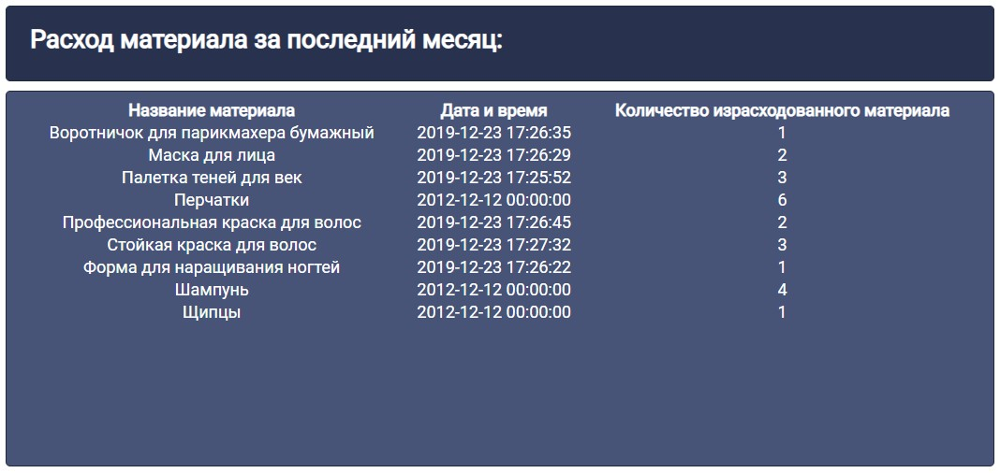 Расход материала за последний месяц:
Название материала Дата и время Количество израсходованного материала
Воротничок для парикмахера бумажный 2019-12-23 17:26:35 1
Маска для лица 2019-12-23 17:26:29 2
Палетка теней для век 2019-12-23 17:25:52 3
Перчатки 2012-12-12 00:00:00 6
Профессиональная краска для волос 2019-12-23 17:26:45 2
Стойкая краска для волос 2019-12-23 17:27:32 3
Форма для наращивания ногтей 2019-12-23 17:26:22 1
Шампунь 2012-12-12 00:00:00 4
Щипцы 2012-12-12 00:00:00 1